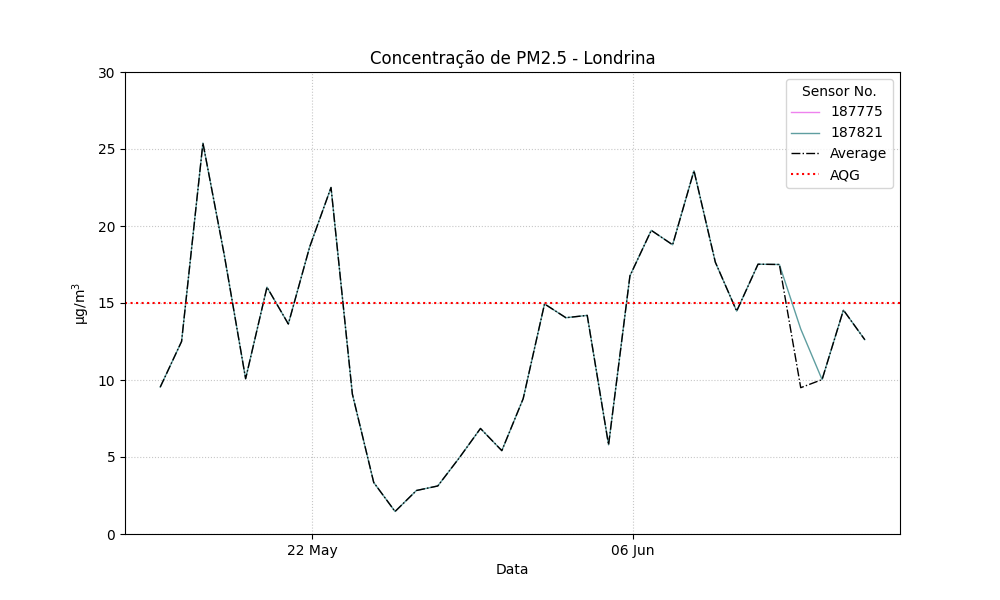 Concentração de PM2.5 - Londrina
30
25
20
15
10
5
0
µg/m³
22 May
06 Jun
Data
Sensor No.
187775
187821
Average
AQG